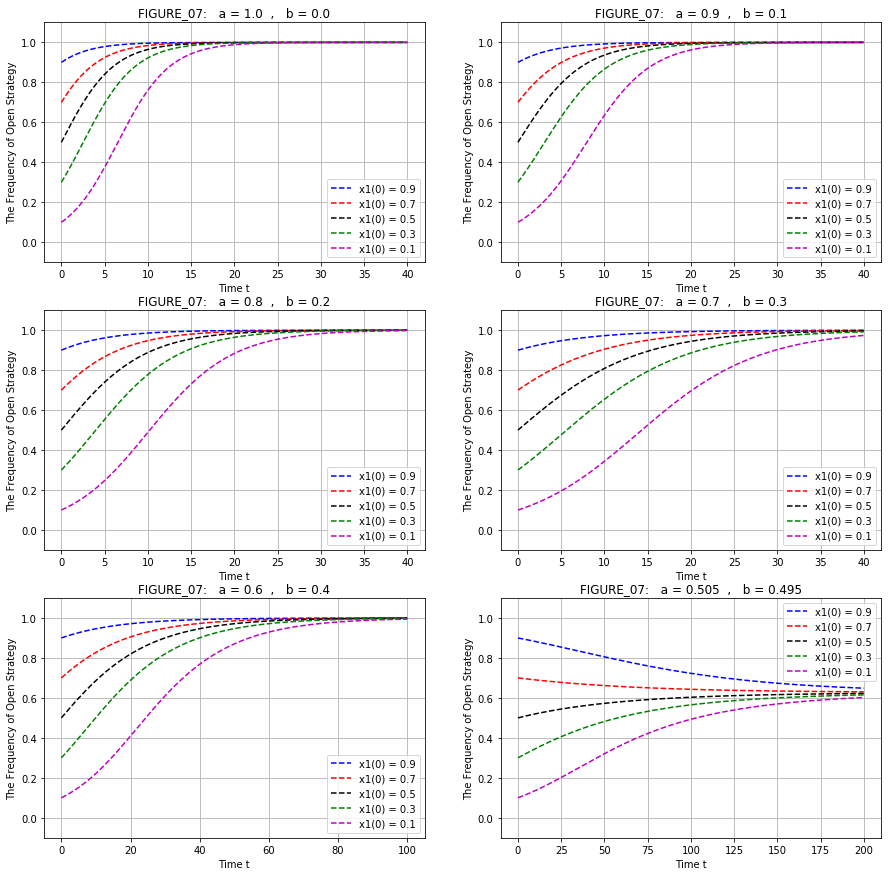 FIGURE_07: a = 1.0 , b = 0.0
The Frequency of Open Strategy
1.0
0.8
0.6
0.4
0.2
0.0
x1(0) = 0.9
x1(0) = 0.7
x1(0) = 0.5
x1(0) = 0.3
x1(0) = 0.1
0 5 10 15 20 25 30 35 40
Time t
FIGURE_07: a = 0.9 , b = 0.1
The Frequency of Open Strategy
1.0
0.8
0.6
0.4
0.2
0.0
x1(0) = 0.9
x1(0) = 0.7
x1(0) = 0.5
x1(0) = 0.3
x1(0) = 0.1
0 5 10 15 20 25 30 35 40
Time t
FIGURE_07: a = 0.8 , b = 0.2
The Frequency of Open Strategy
1.0
0.8
0.6
0.4
0.2
0.0
x1(0) = 0.9
x1(0) = 0.7
x1(0) = 0.5
x1(0) = 0.3
x1(0) = 0.1
0 5 10 15 20 25 30 35 40
Time t
FIGURE_07: a = 0.7 , b = 0.3
The Frequency of Open Strategy
1.0
0.8
0.6
0.4
0.2
0.0
x1(0) = 0.9
x1(0) = 0.7
x1(0) = 0.5
x1(0) = 0.3
x1(0) = 0.1
0 5 10 15 20 25 30 35 40
Time t
FIGURE_07: a = 0.6 , b = 0.4
The Frequency of Open Strategy
1.0
0.8
0.6
0.4
0.2
0.0
x1(0) = 0.9
x1(0) = 0.7
x1(0) = 0.5
x1(0) = 0.3
x1(0) = 0.1
0 20 40 60 80 100
Time t
FIGURE_07: a = 0.505 , b = 0.495
The Frequency of Open Strategy
1.0
0.8
0.6
0.4
0.2
0.0
x1(0) = 0.9
x1(0) = 0.7
x1(0) = 0.5
x1(0) = 0.3
x1(0) = 0.1
0 25 50 75 100 125 150 175 200
Time t